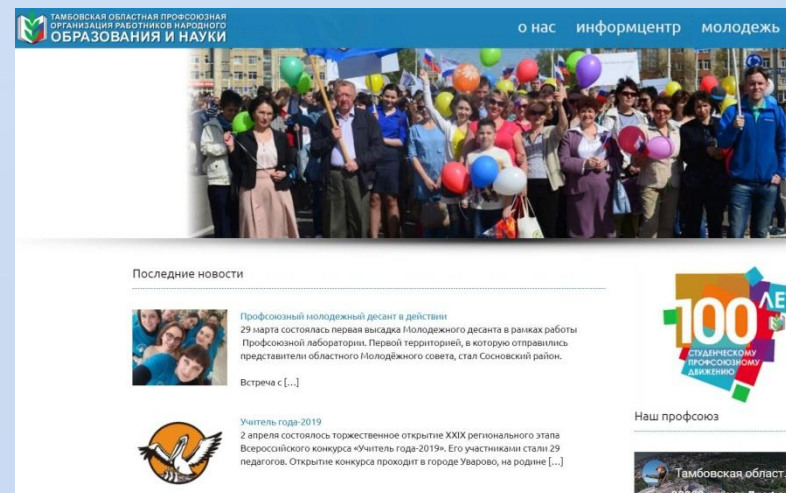 ТАМБОВСКАЯ ОБЛАСТНАЯ ПРОФСОЮЗНАЯ
ОРГАНИЗАЦИЯ РАБОТНИКОВ НАРОДНОГО
ОБРАЗОВАНИЯ И НАУКИ
о нас информцентр молодежь
Последние новости
Профсоюзный молодежный десант в действии
29 марта состоялась первая высадка Молодежного десанта в рамках работы
Профсоюзной лаборатории. Первой территорией, в которую отправились
представители областного Молодёжного совета, стал Сосновский район.
Встреча с [...]
Учитель года-2019
2 апреля состоялось торжественное открытие XXIX регионального этапа
Всероссийского конкурса «Учитель года-2019». Его участниками стали 29
педагогов. Открытие конкурса проходит в городе Уварово, на родине [...]
100 ЛЕ
СТУДЕНЧЕСКОМУ
ПРОФСОЮЗНОМУ
ДВИЖЕНИЮ
Наш профсоюз
Тамбовская област